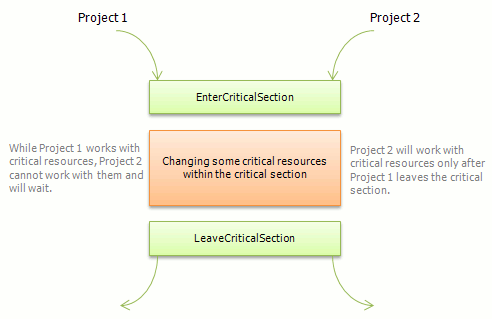 Project 1
Project 2
EnterCriticalSection
While Project 1 works with
critical resources, Project 2
cannot work with them and
will wait.
Changing some critical resources
within the critical section
Project 2 will work with
critical resources only after
Project 1 leaves the critical
section.
LeaveCriticalSection